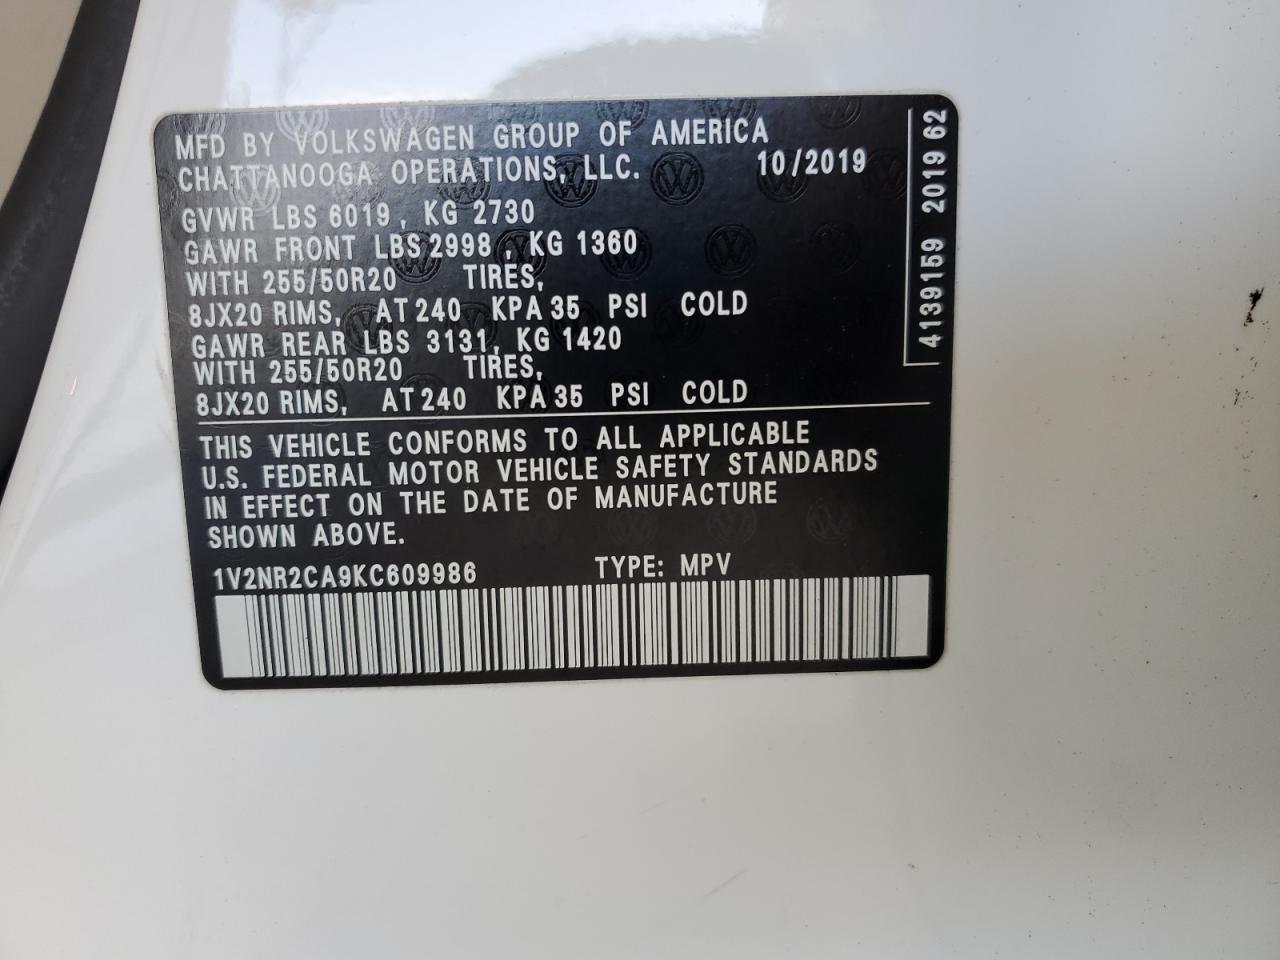 MFD BY VOLKSWAGEN GROUP OF AMERICA
CHATTANOOGA OPERATIONS, LLC. 10/2019
GVWR LBS 6019, KG 2730
GAWR FRONT LBS 2998, KG 1360
WITH 255/50R20 TIRES,
8JX20 RIMS, AT 240 KPA 35 PSI COLD
GAWR REAR LBS 3131, KG 1420
WITH 255/50R20 TIRES,
8JX20 RIMS, AT 240 KPA 35 PSI COLD
THIS VEHICLE CONFORMS TO ALL APPLICABLE
U.S. FEDERAL MOTOR VEHICLE SAFETY STANDARDS
IN EFFECT ON THE DATE OF MANUFACTURE
SHOWN ABOVE.
1V2NR2CA9KC609986 TYPE: MPV
4139159 2019 62